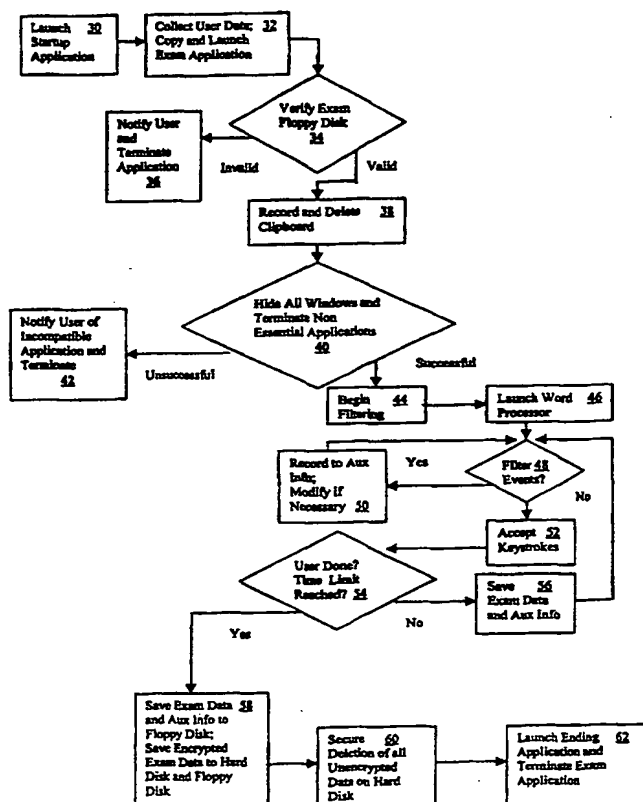 Launch 30
Startup
Application
Collect User Data; 32
Copy and Launch
Exam Application
Verify Exam
Floppy Disk
34
Notify User
and
Terminate
Application
36
Invalid
Valid
Record and Delete 38
Clipboard
Hide All Windows and
Terminate Non
Essential Applications
40
Notify User of
Incompatible
Application and
Terminate
42
Unsuccessful
Successful
Begin 44
Filtering
Launch Word 46
Processor
Filter 48
Events?
Yes
No
Record to Aux
Info;
Modify if
Necessary 50
Accept 52
Keystrokes
User Done?
Time Limit
Reached? 54
Yes
No
Save 56
Exam Data
and Aux Info
Save Exam Data 58
and Aux Info to
Floppy Disk;
Save Encrypted
Exam Data to Hard
Disk and Floppy
Disk
Secure 60
Deletion of all
Unencrypted
Data on Hard
Disk
Launch Ending 62
Application and
Terminate Exam
Application